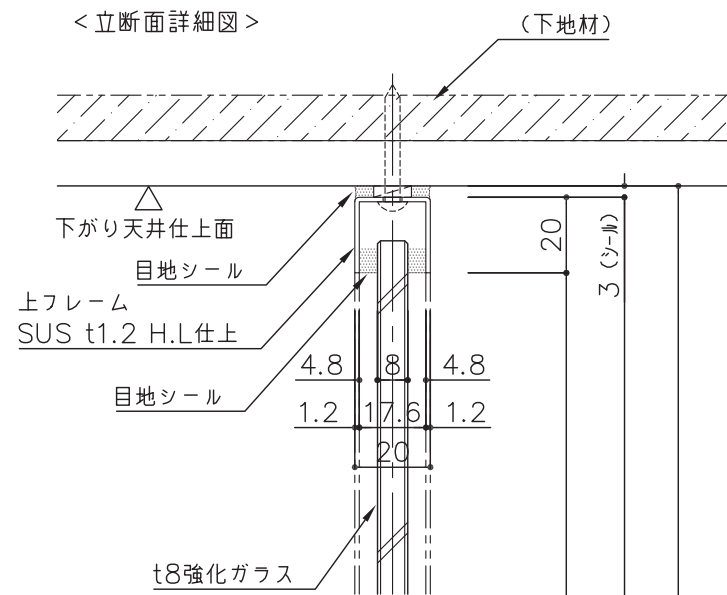 ＜立断面詳細図＞
(下地材)
下がり天井仕上面
目地シール
上フレーム
SUS t1.2 H.L仕上
目地シール
20
3 (シール)
4.8 8 4.8
1.2 17.6 1.2
20
t8強化ガラス